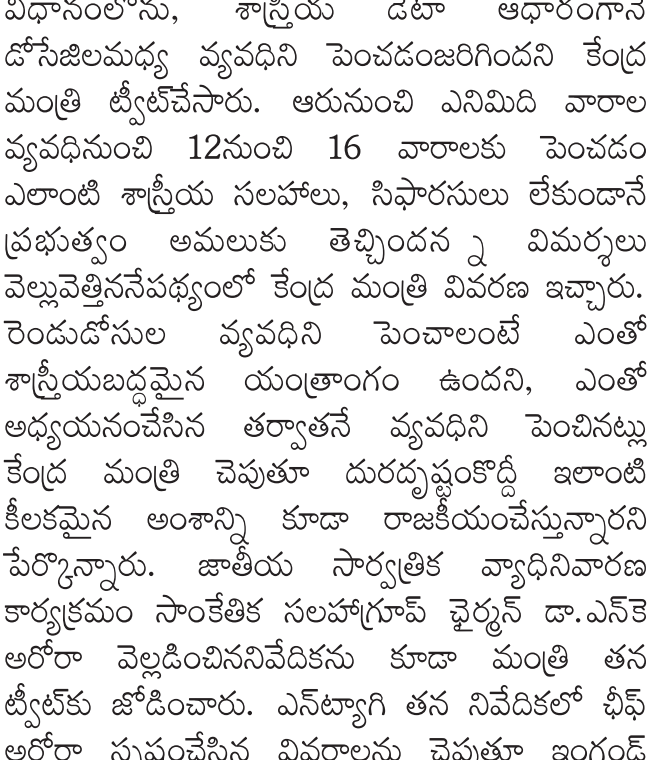 విధానంలోను, శాస్త్రీయ డేటా ఆధారంగానే
డోసేజిలమధ్య వ్యవధిని పెంచడంజరిగిందని కేంద్ర
మంత్రి ట్వీట్‌చేసారు. ఆరునుంచి ఎనిమిది వారాల
వ్యవధినుంచి 12నుంచి 16 వారాలకు పెంచడం
ఎలాంటి శాస్త్రీయ సలహాలు, సిఫారసులు లేకుండానే
ప్రభుత్వం అమలుకు తెచ్చిందన ్న విమర్శలు
వెల్లువెత్తిననేపథ్యంలో కేంద్ర మంత్రి వివరణ ఇచ్చారు.
రెండుడోసుల వ్యవధిని పెంచాలంటే ఎంతో
శాస్త్రీయబద్ధమైన యంత్రాంగం ఉందని, ఎంతో
అధ్యయనంచేసిన తర్వాతనే వ్యవధిని పెంచినట్లు
కేంద్ర మంత్రి చెపుతూ దురదృష్టంకొద్దీ ఇలాంటి
కీలకమైన అంశాన్ని కూడా రాజకీయంచేస్తున్నారని
పేర్కొన్నారు. జాతీయ సార్వత్రిక వ్యాధినివారణ
కార్యక్రమం సాంకేతిక సలహాగ్రూప్ ఛైర్మన్ డా.ఎన్‌కె
అరోరా వెల్లడించిననివేదికను కూడా మంత్రి తన
ట్వీట్‌కు జోడించారు. ఎన్‌ట్యాగి తన నివేదికలో ఛీఫ్
అరోరా స్పష్టంచేసిన వివరాలను చెపుతూ ఇంగ్లండ్